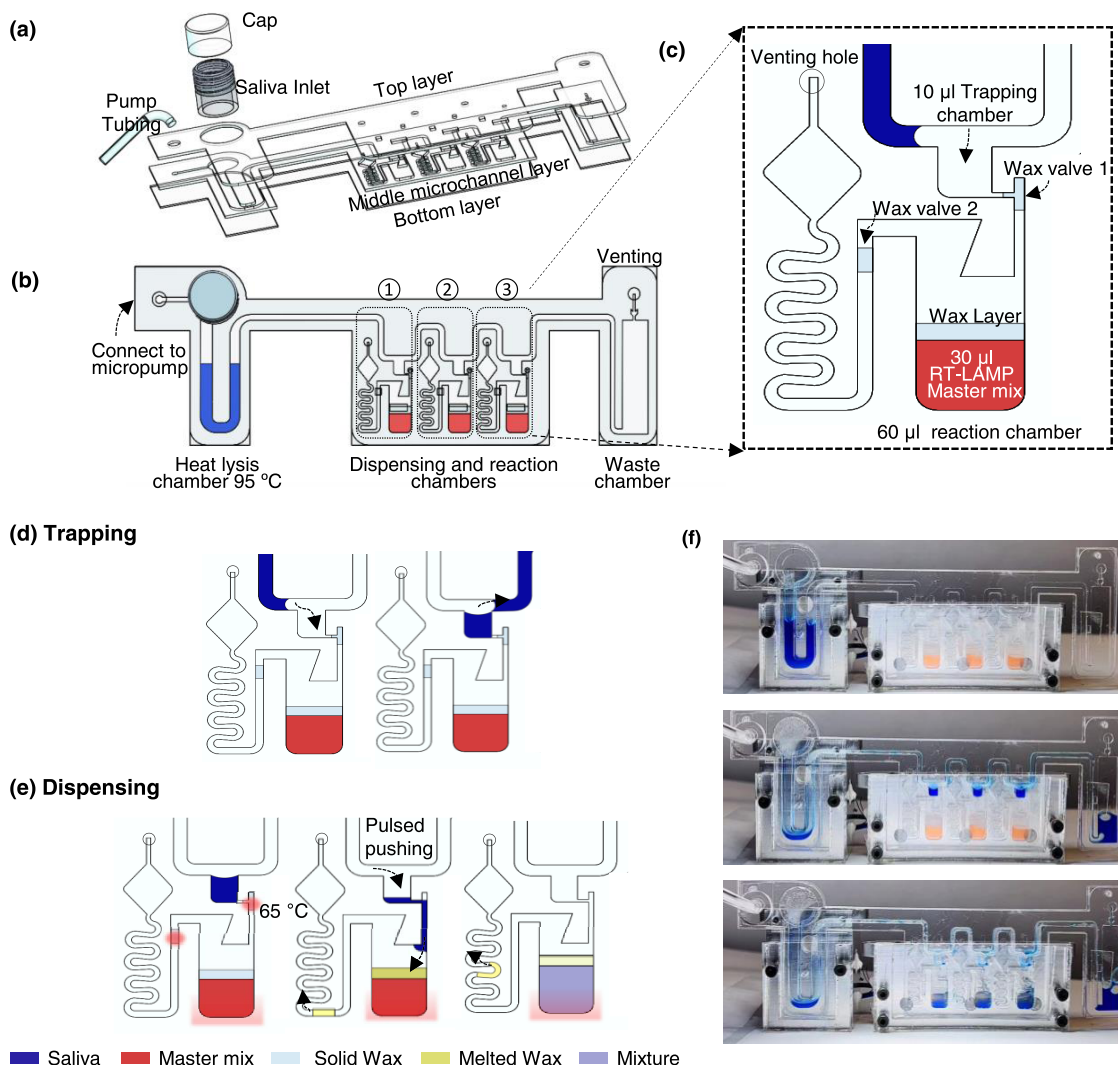 (a)
Cap
Saliva Inlet
Pump
Tubing
Top layer
Middle microchannel layer
Bottom layer
(b)
1
2
3
Venting
Connect to
micropump
Heat lysis
chamber 95 ºC
Dispensing and reaction
chambers
Waste
chamber
(c)
Venting hole
10 µl Trapping
chamber
Wax valve 1
Wax valve 2
Wax Layer
30 µl
RT-LAMP
Master mix
60 µl reaction chamber
(d) Trapping
(e) Dispensing
65 °C
Pulsed
pushing
(f)
Saliva
Master mix
Solid Wax
Melted Wax
Mixture